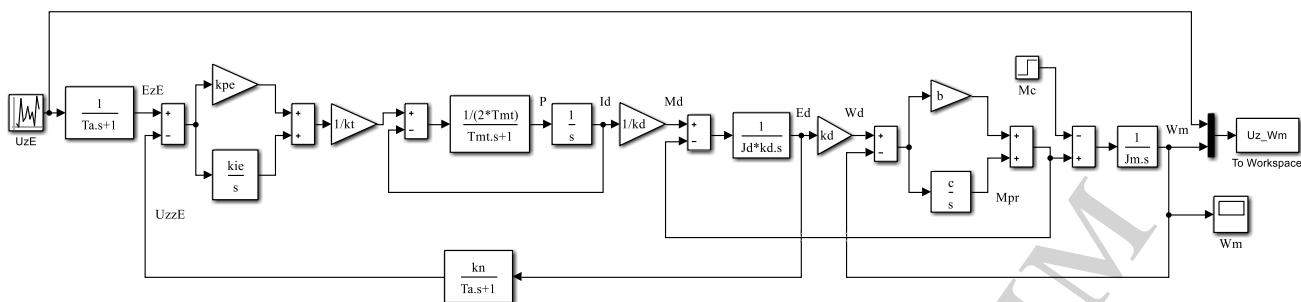 UzE
1
Ta.s+1
EzE
+
-
kpe
kie
s
UzzE
+
+
1/kt
+
-
1/(2*Tmt)
Tmt.s+1
P
1
s
Id
1/kd
Md
+
-
1
Jd*kd.s
Ed
kd
Wd
+
-
b
c
s
Mpr
+
+
Mc
-
+
1
Jm.s
Wm
Uz_Wm
To Workspace
Wm
kn
Ta.s+1